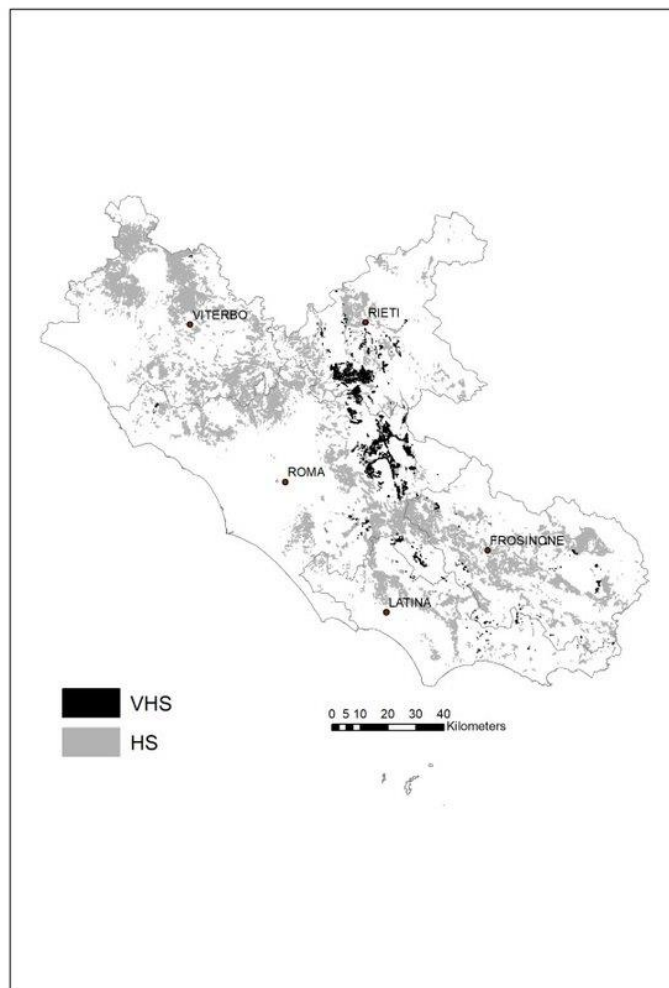 VITERBO
RIETI
ROMA
FROSINONE
LATINA
VHS
HS
0 5 10 20 30 40
Kilometers